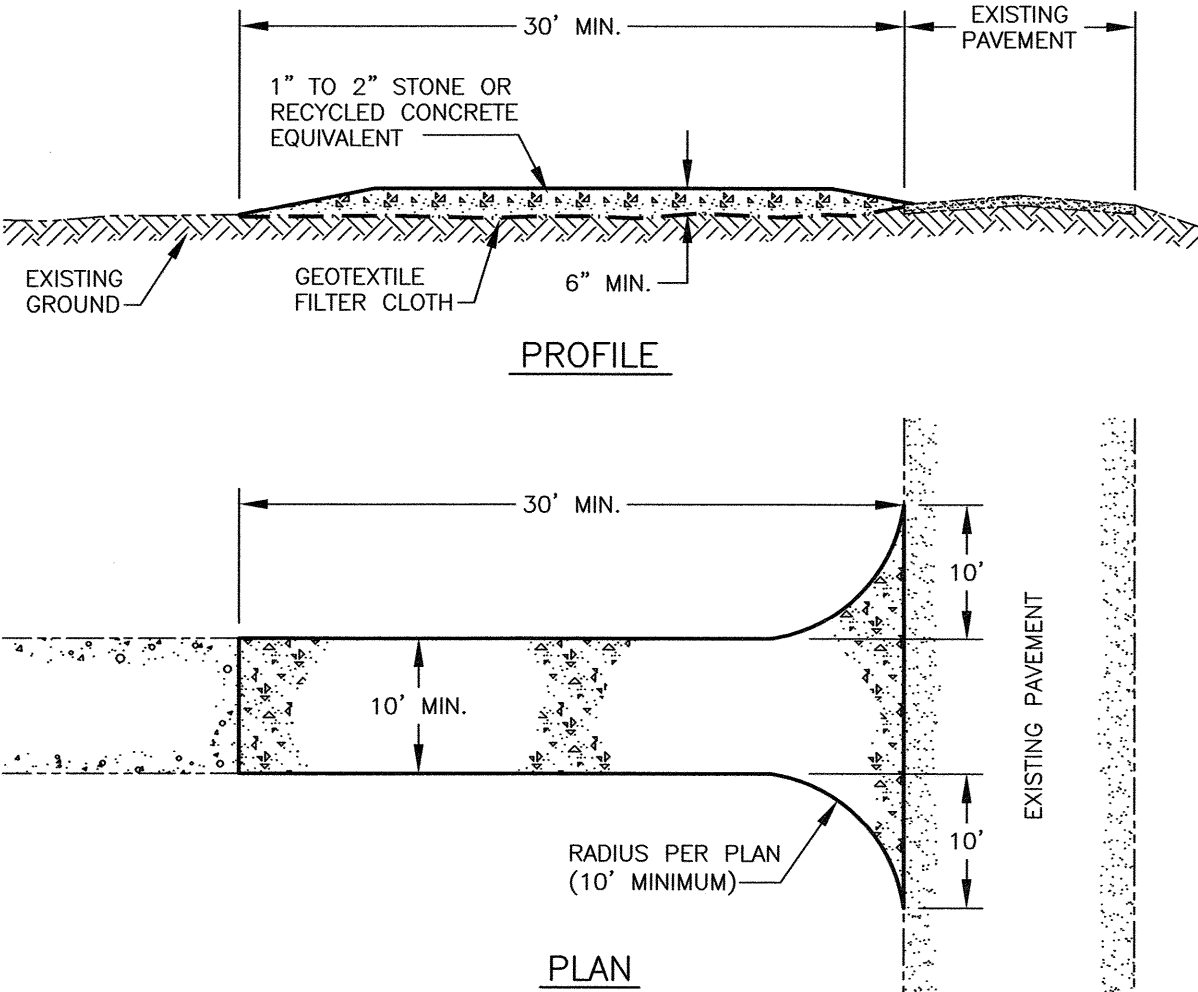 30' MIN.
EXISTING
PAVEMENT
1" TO 2" STONE OR
RECYCLED CONCRETE
EQUIVALENT
EXISTING
GROUND
GEOTEXTILE
FILTER CLOTH
6" MIN.
PROFILE
30' MIN.
10'
10' MIN.
EXISTING PAVEMENT
10'
RADIUS PER PLAN
(10' MINIMUM)
PLAN